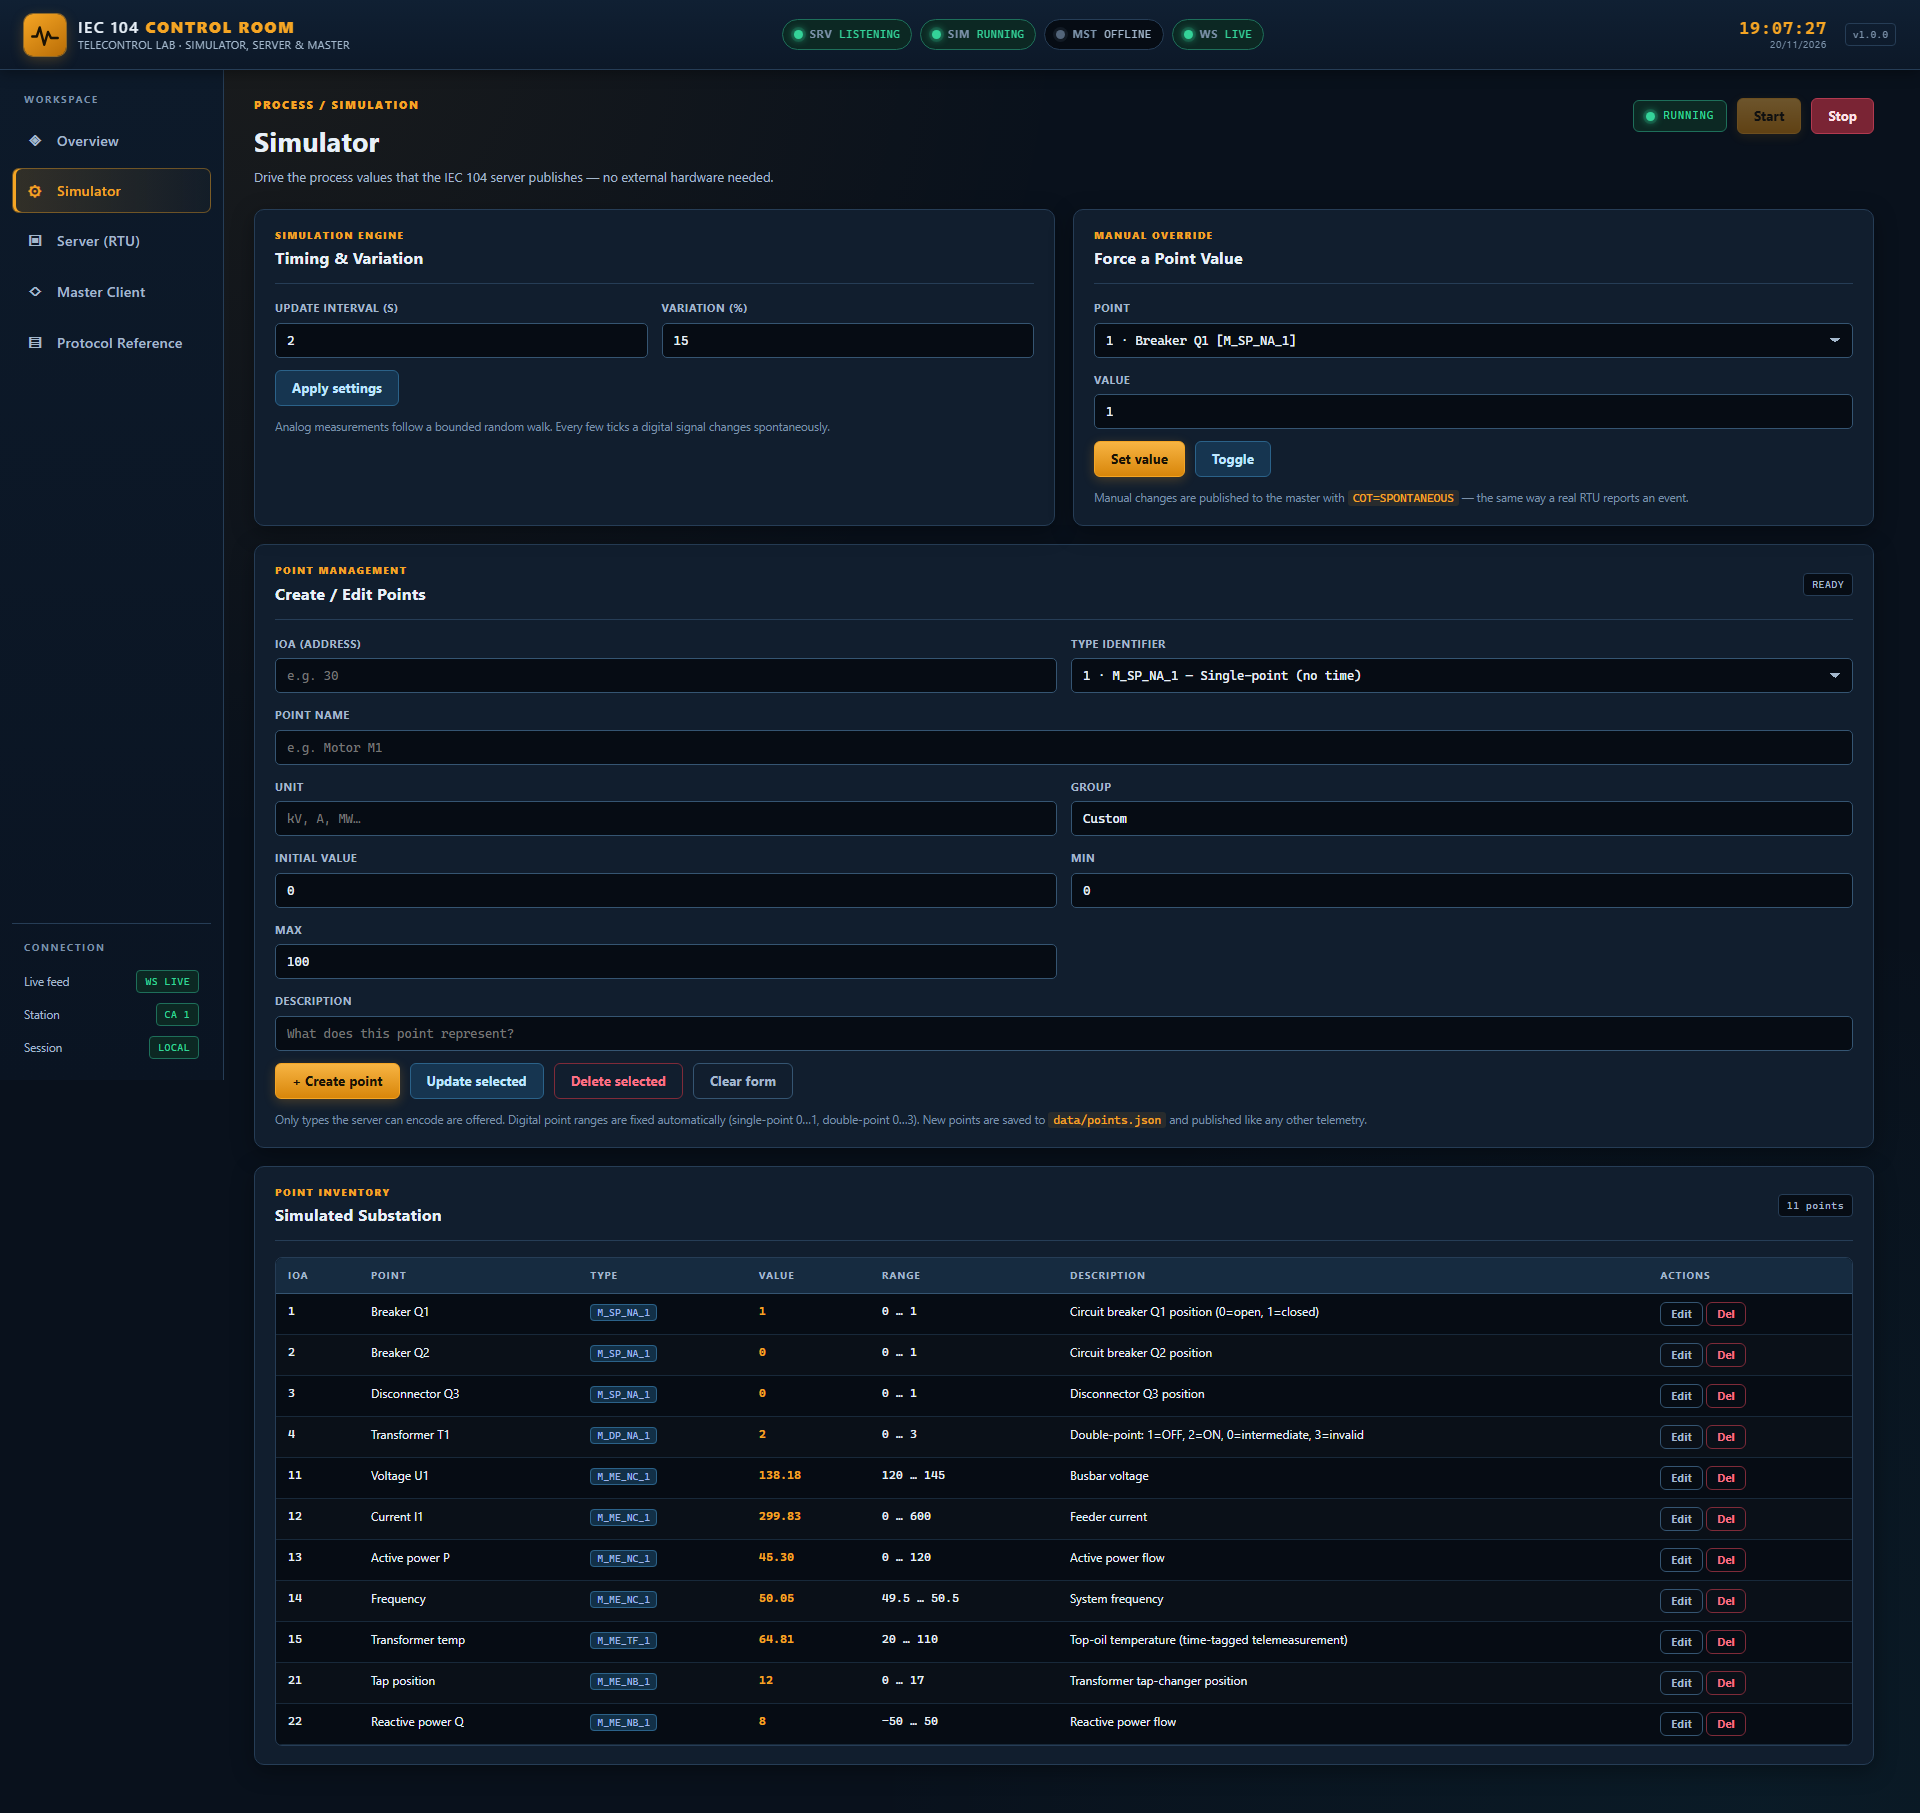 IEC 104 CONTROL ROOM
TELECONTROL LAB · SIMULATOR, SERVER & MASTER
SRV LISTENING
SIM RUNNING
MST OFFLINE
WS LIVE
19:07:27
20/11/2026
v1.0.0
WORKSPACE
Overview
Simulator
Server (RTU)
Master Client
Protocol Reference
CONNECTION
Live feed WS LIVE
Station CA 1
Session LOCAL
PROCESS / SIMULATION
Simulator
Drive the process values that the IEC 104 server publishes — no external hardware needed.
RUNNING
Start
Stop
SIMULATION ENGINE
Timing & Variation
UPDATE INTERVAL (S) VARIATION (%)
2 15
Apply settings
Analog measurements follow a bounded random walk. Every few ticks a digital signal changes spontaneously.
MANUAL OVERRIDE
Force a Point Value
POINT
1 · Breaker Q1 [M_SP_NA_1]
VALUE
1
Set value Toggle
Manual changes are published to the master with COT=SPONTANEOUS — the same way a real RTU reports an event.
POINT MANAGEMENT
Create / Edit Points
READY
IOA (ADDRESS) TYPE IDENTIFIER
e.g. 30 1 · M_SP_NA_1 — Single-point (no time)
POINT NAME
e.g. Motor M1
UNIT GROUP
kV, A, MW… Custom
INITIAL VALUE MIN
0 0
MAX
100
DESCRIPTION
What does this point represent?
+ Create point Update selected Delete selected Clear form
Only types the server can encode are offered. Digital point ranges are fixed automatically (single-point 0…1, double-point 0…3). New points are saved to data/points.json and published like any other telemetry.
POINT INVENTORY
Simulated Substation
11 points
IOA POINT TYPE VALUE RANGE DESCRIPTION ACTIONS
1 Breaker Q1 M_SP_NA_1 1 0 … 1 Circuit breaker Q1 position (0=open, 1=closed) Edit Del
2 Breaker Q2 M_SP_NA_1 0 0 … 1 Circuit breaker Q2 position Edit Del
3 Disconnector Q3 M_SP_NA_1 0 0 … 1 Disconnector Q3 position Edit Del
4 Transformer T1 M_DP_NA_1 2 0 … 3 Double-point: 1=OFF, 2=ON, 0=intermediate, 3=invalid Edit Del
11 Voltage U1 M_ME_NC_1 138.18 120 … 145 Busbar voltage Edit Del
12 Current I1 M_ME_NC_1 299.83 0 … 600 Feeder current Edit Del
13 Active power P M_ME_NC_1 45.30 0 … 120 Active power flow Edit Del
14 Frequency M_ME_NC_1 50.05 49.5 … 50.5 System frequency Edit Del
15 Transformer temp M_ME_TF_1 64.81 20 … 110 Top-oil temperature (time-tagged telemeasurement) Edit Del
21 Tap position M_ME_NB_1 12 0 … 17 Transformer tap-changer position Edit Del
22 Reactive power Q M_ME_NB_1 8 −50 … 50 Reactive power flow Edit Del